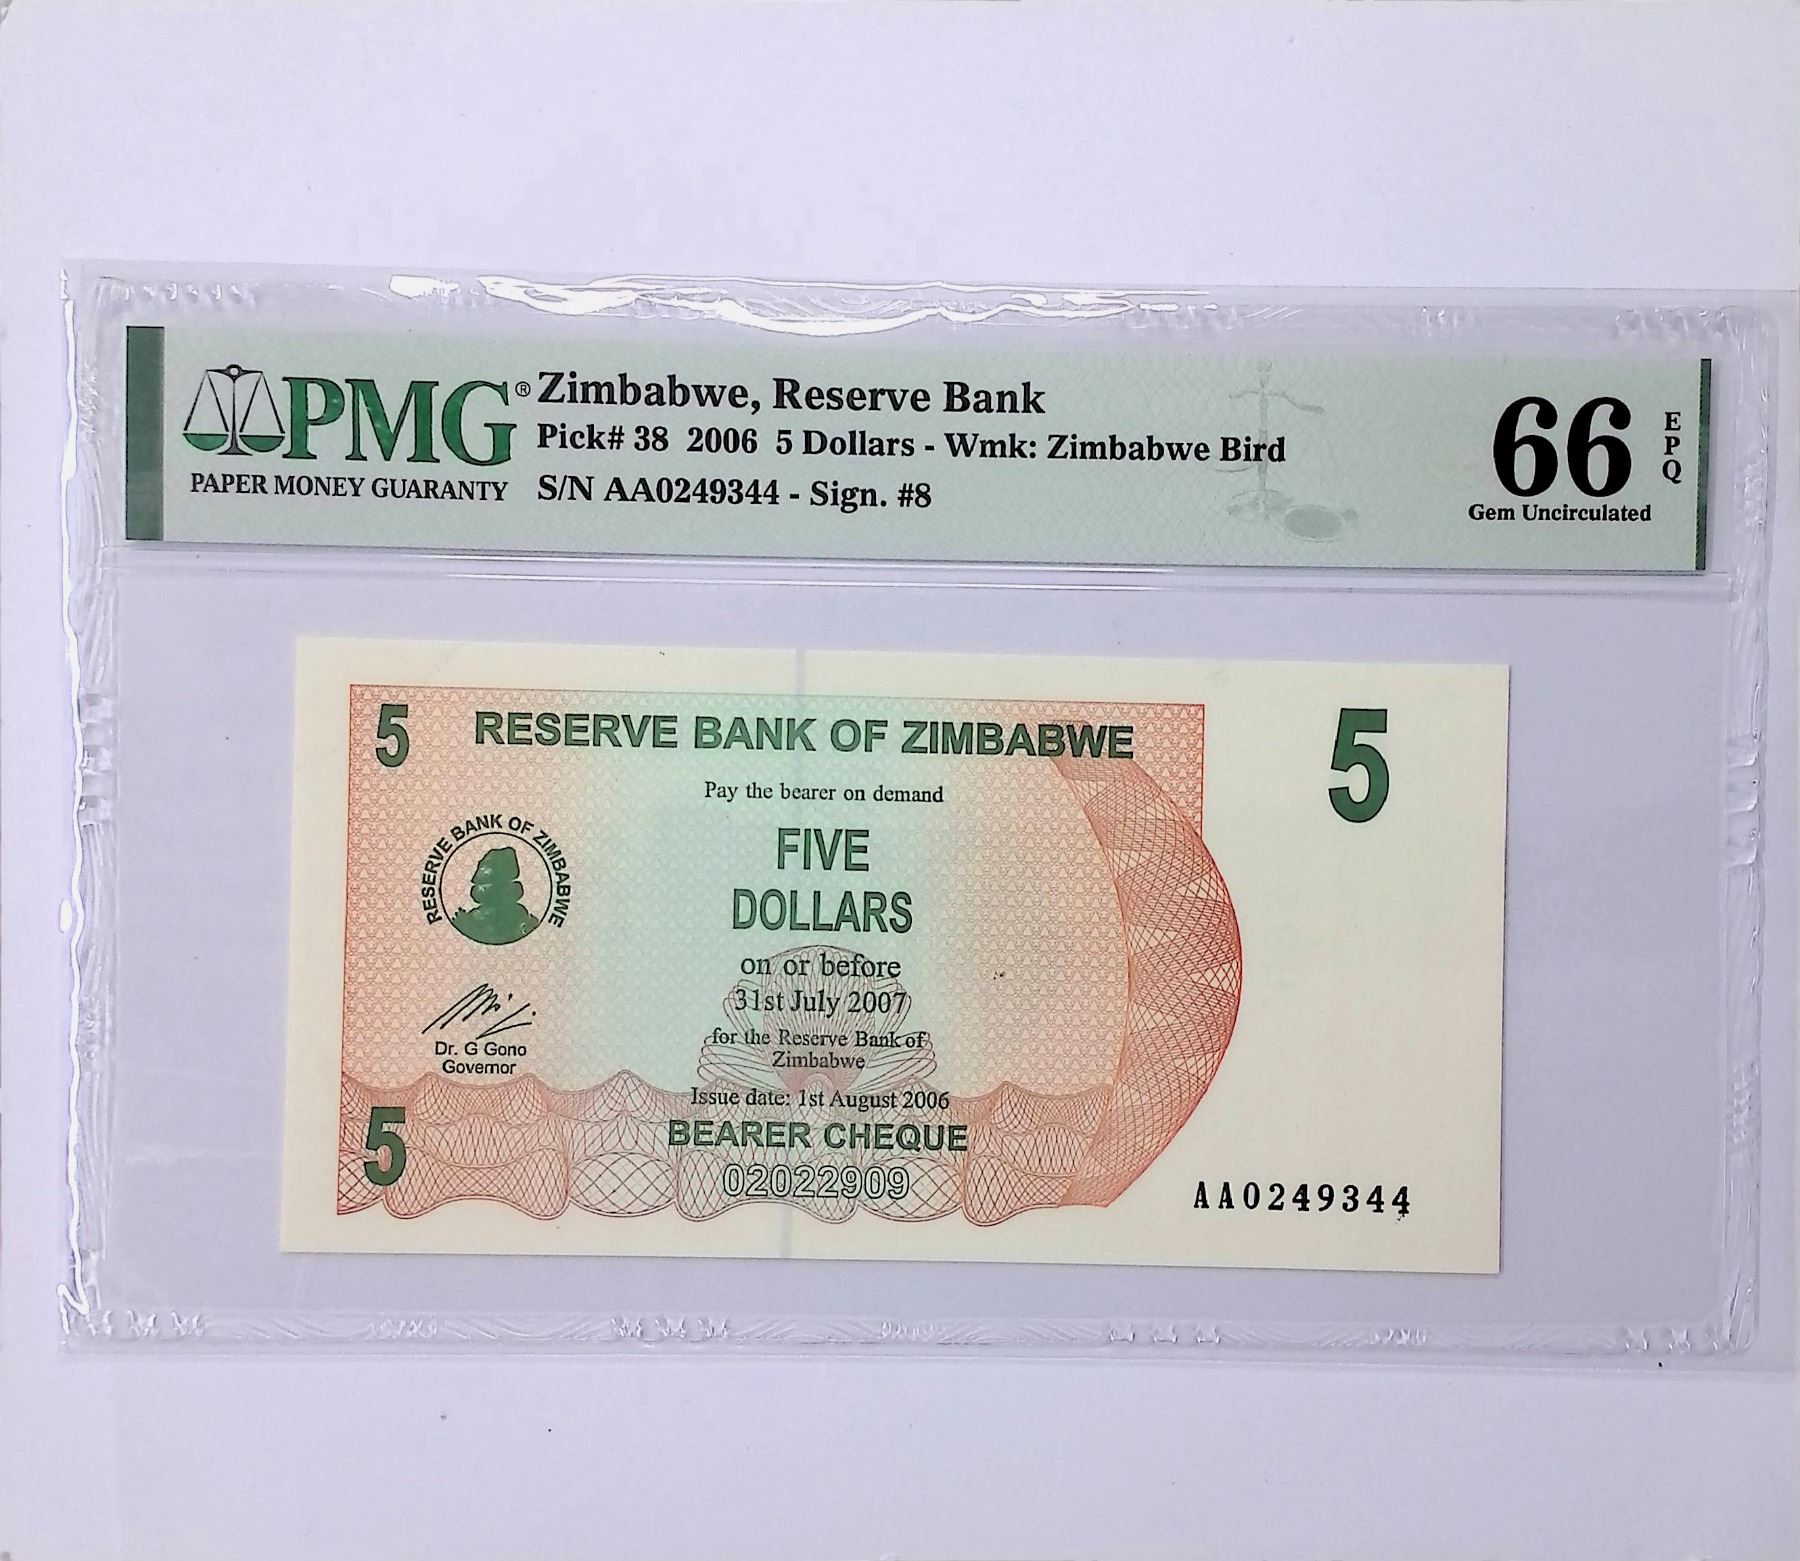 PMG®
PAPER MONEY GUARANTY
Zimbabwe, Reserve Bank
Pick# 38 2006 5 Dollars - Wmk: Zimbabwe Bird
S/N AA0249344 - Sign. #8
66 EPQ
Gem Uncirculated
5 RESERVE BANK OF ZIMBABWE 5
Pay the bearer on demand
FIVE
DOLLARS
RESERVE BANK OF ZIMBABWE
on or before
31st July 2007
for the Reserve Bank of
Zimbabwe
Dr. G Gono
Governor
Issue date: 1st August 2006
5 BEARER CHEQUE
02022909
AA0249344